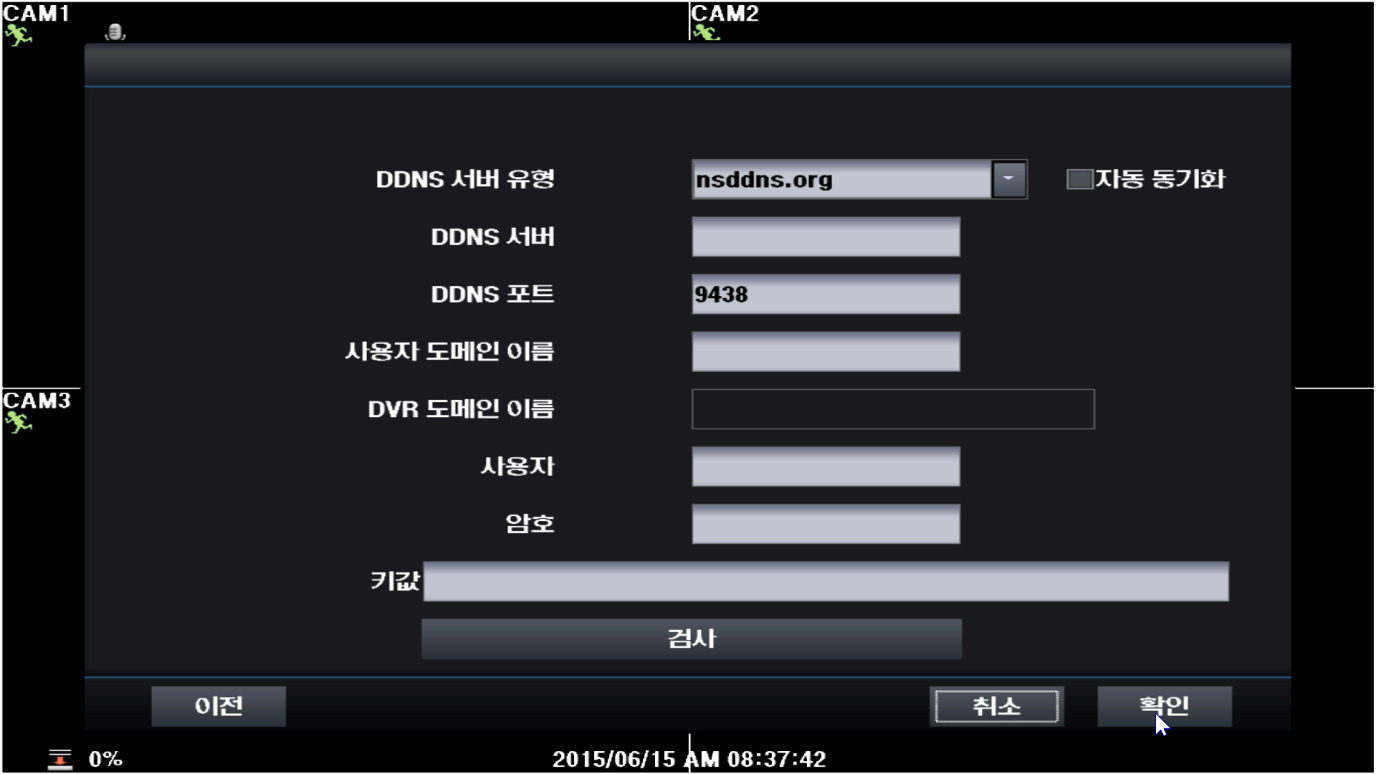 CAM1
CAM2
DDNS 서버 유형 nsddns.org 자동 동기화
DDNS 서버
DDNS 포트 9438
사용자 도메인 이름
CAM3
DVR 도메인 이름
사용자
암호
키값
검사
이전 취소 확인
0% 2015/06/15 AM 08:37:42